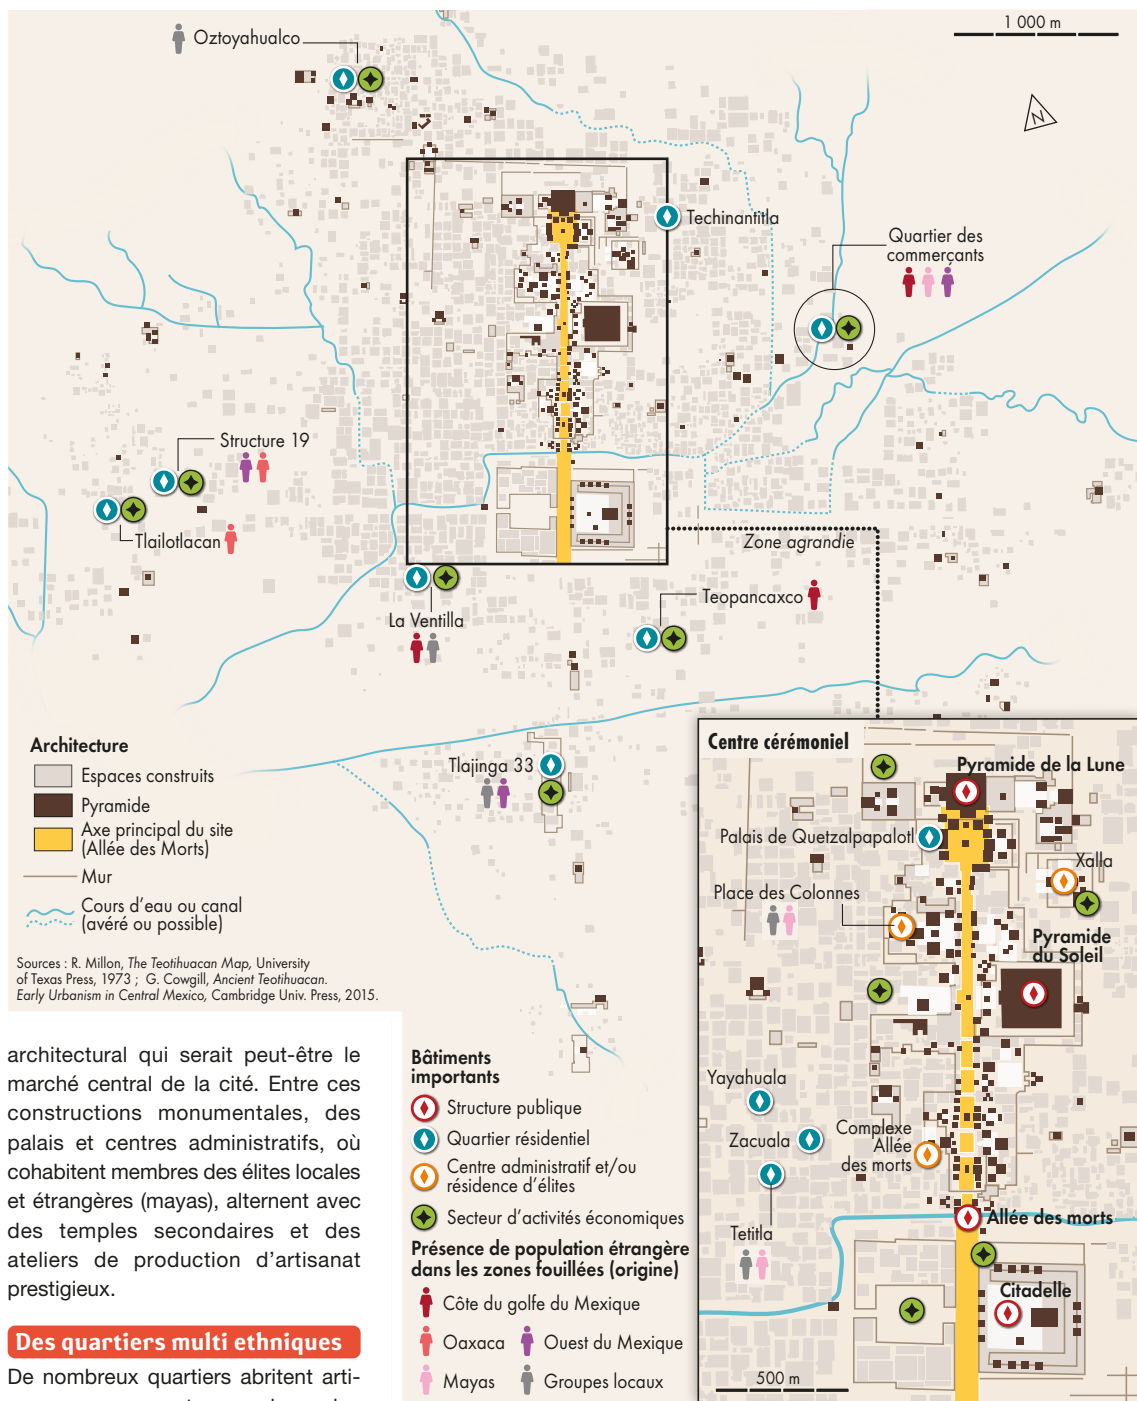 1 000 m
Oztoyahualco
N
Techinantitla
Quartier des
commerçants
Structure 19
Tlailotlacan
Zone agrandie
La Ventilla
Teopancaxco
Tlajinga 33
Architecture
Espaces construits
Pyramide
Axe principal du site
(Allée des Morts)
Mur
Cours d'eau ou canal
(avéré ou possible)
Sources : R. Millon, The Teotihuacan Map, University
of Texas Press, 1973 ; G. Cowgill, Ancient Teotihuacan.
Early Urbanism in Central Mexico, Cambridge Univ. Press, 2015.
architectural qui serait peut-être le
marché central de la cité. Entre ces
constructions monumentales, des
palais et centres administratifs, où
cohabitent membres des élites locales
et étrangères (mayas), alternent avec
des temples secondaires et des
ateliers de production d'artisanat
prestigieux.
Des quartiers multi ethniques
De nombreux quartiers abritent arti-
Bâtiments
importants
Structure publique
Quartier résidentiel
Centre administratif et/ou
résidence d'élites
Secteur d'activités économiques
Présence de population étrangère
dans les zones fouillées (origine)
Côte du golfe du Mexique
Oaxaca
Ouest du Mexique
Mayas
Groupes locaux
Centre cérémoniel
Pyramide de la Lune
Palais de Quetzalpapalotl
Xalla
Place des Colonnes
Pyramide
du Soleil
Yayahuala
Zacuala
Complexe
Allée
des morts
Tetitla
Allée des morts
Citadelle
500 m